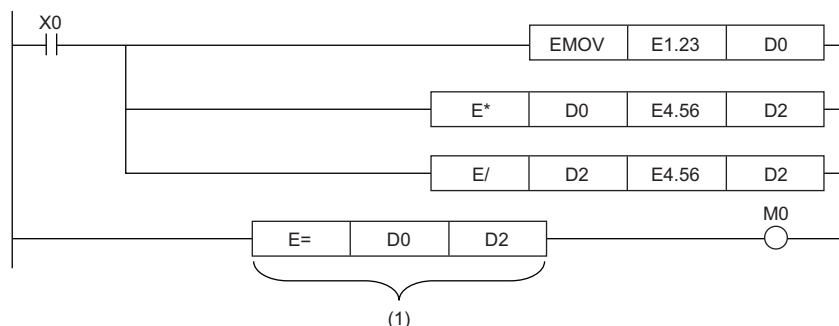 X0
EMOV E1.23 D0
E* D0 E4.56 D2
E/ D2 E4.56 D2
M0
E= D0 D2
(1)